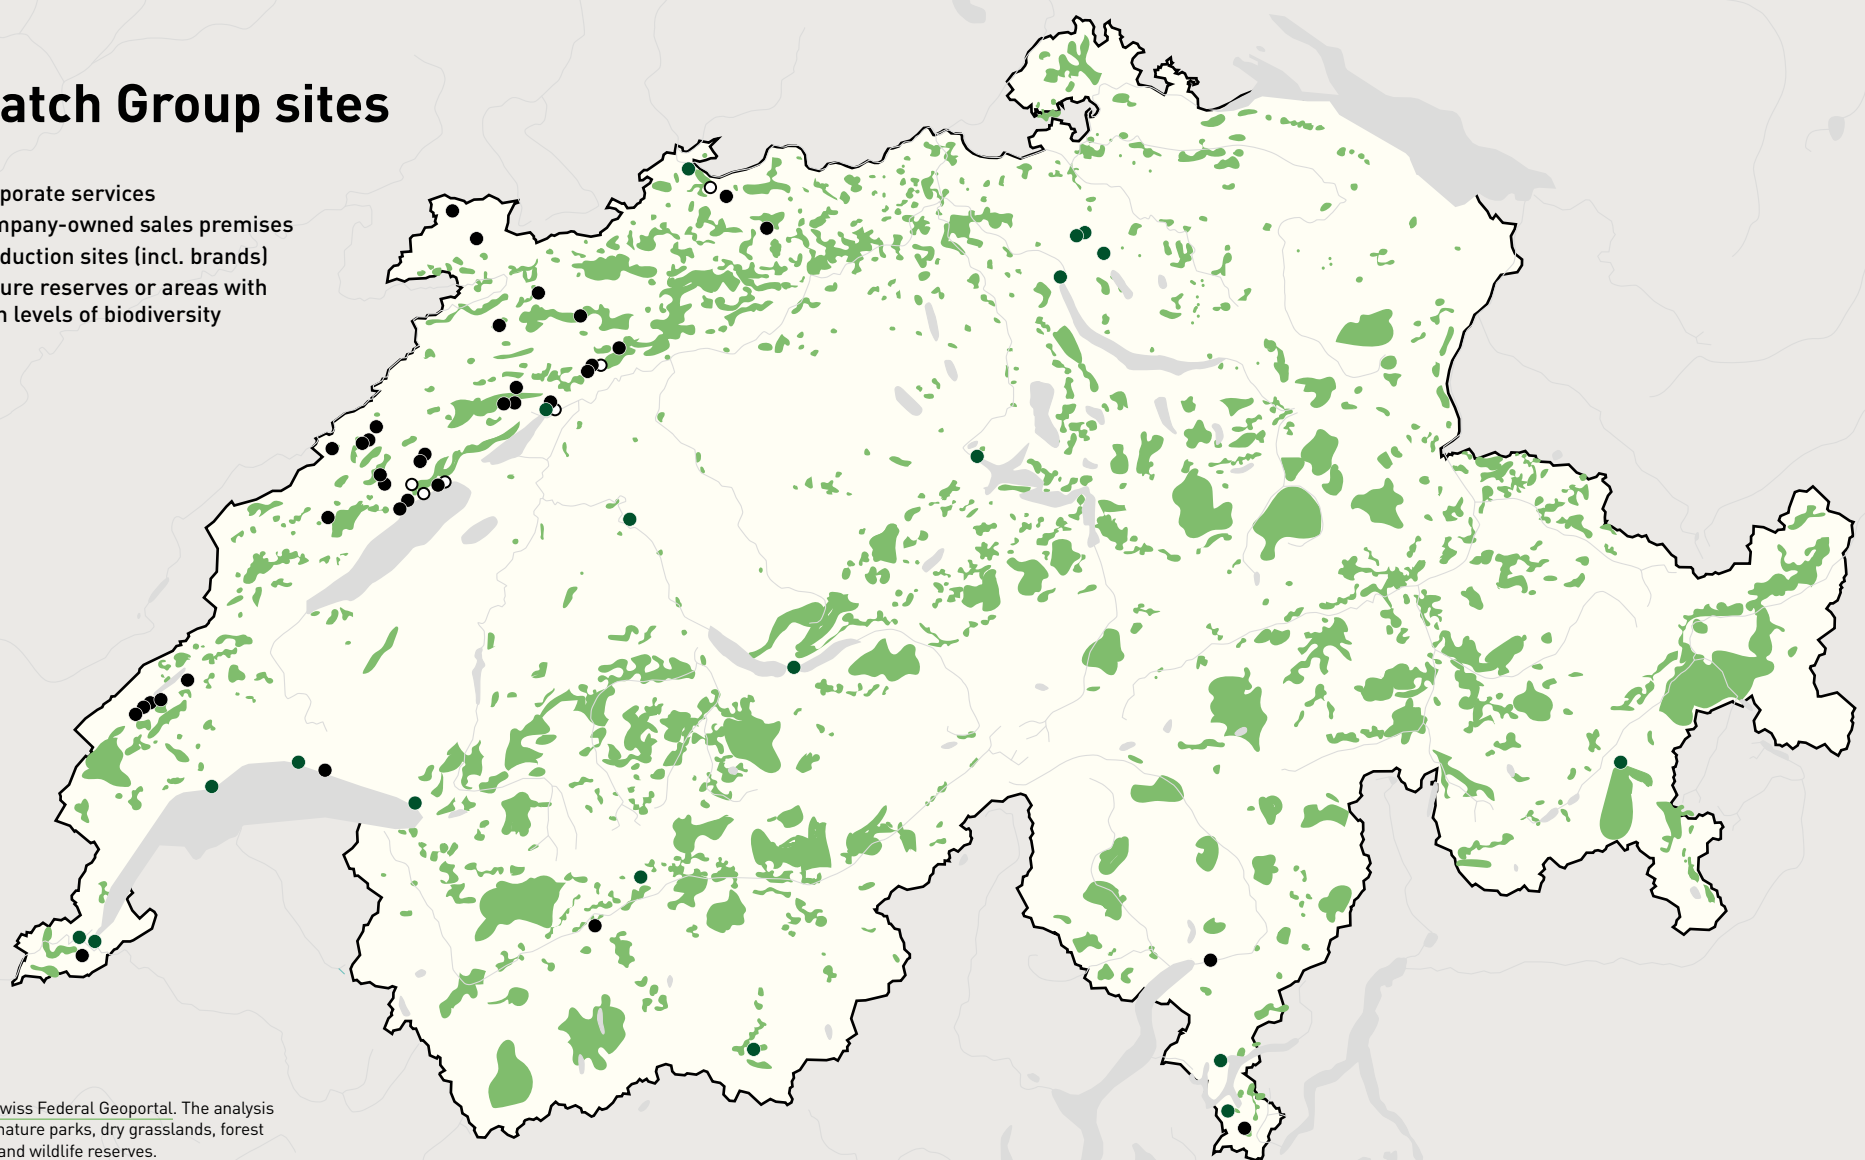 atch Group sites
porate services
mpany-owned sales premises
duction sites (incl. brands)
ure reserves or areas with
n levels of biodiversity
wiss Federal Geoportal. The analysis
nature parks, dry grasslands, forest
and wildlife reserves.